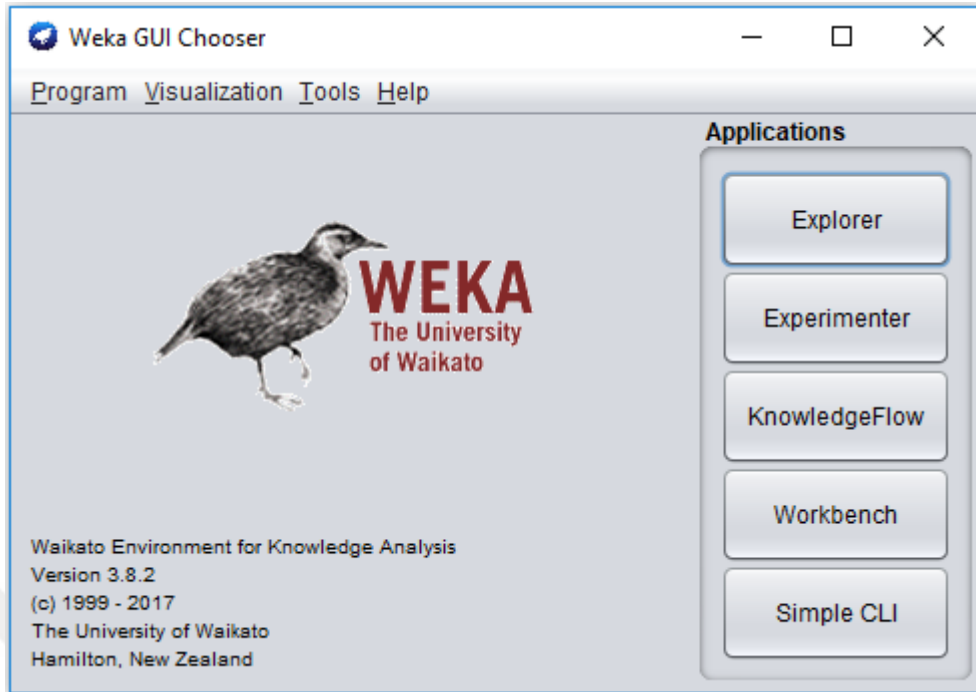 Weka GUI Chooser
Program Visualization Tools Help
Applications
Explorer
Experimenter
KnowledgeFlow
Workbench
Simple CLI
WEKA
The University
of Waikato
Waikato Environment for Knowledge Analysis
Version 3.8.2
(c) 1999 - 2017
The University of Waikato
Hamilton, New Zealand